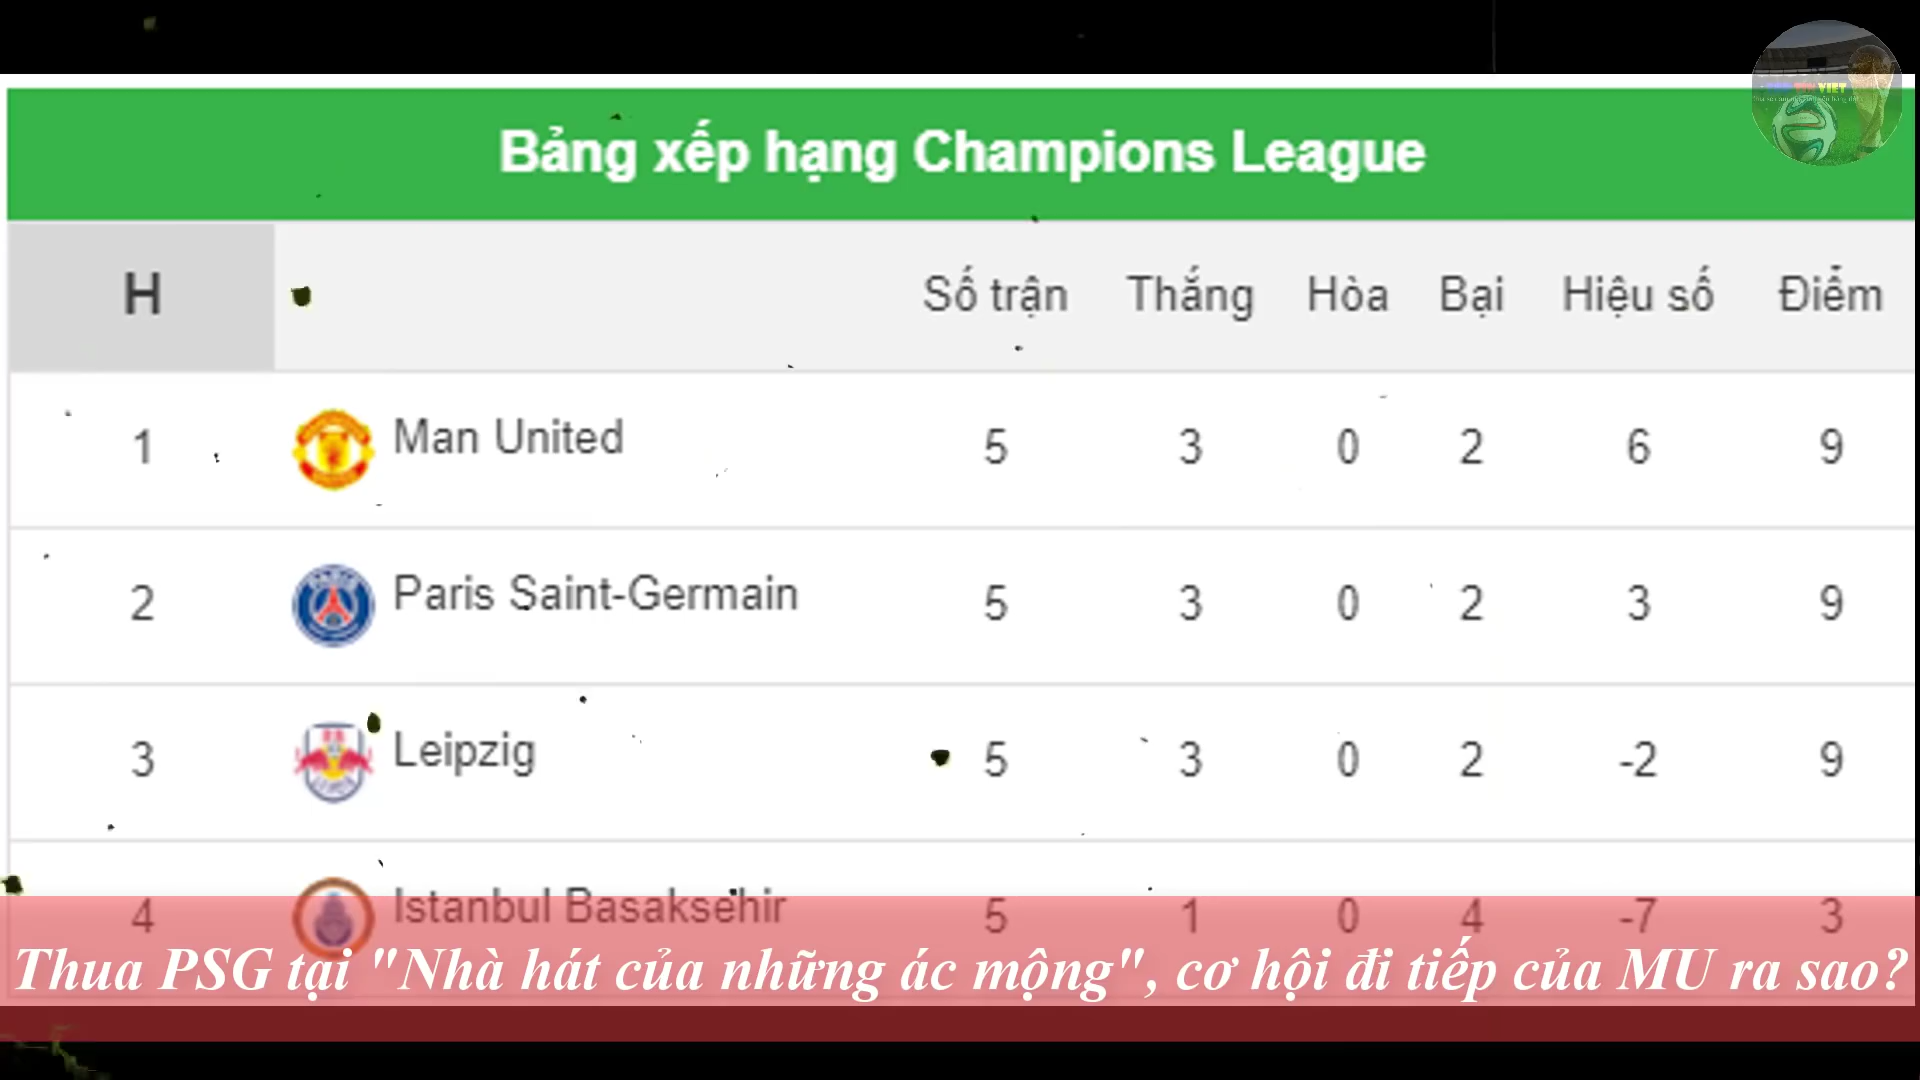 VIET
Bảng xếp hạng Champions League
H Số trận Thắng Hòa Bại Hiệu số Điểm
1 Man United 5 3 0 2 6 9
2 Paris Saint-Germain 5 3 0 2 3 9
3 Leipzig 5 3 0 2 -2 9
4 Istanbul Basaksehir 5 1 0 4 -7 3
Thua PSG tại "Nhà hát của những ác mộng", cơ hội đi tiếp của MU ra sao?